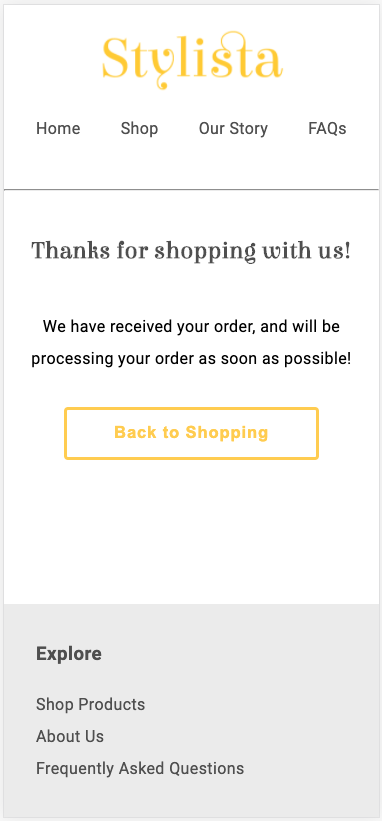 Stylista
Home Shop Our Story FAQs
Thanks for shopping with us!
We have received your order, and will be
processing your order as soon as possible!
Back to Shopping
Explore
Shop Products
About Us
Frequently Asked Questions